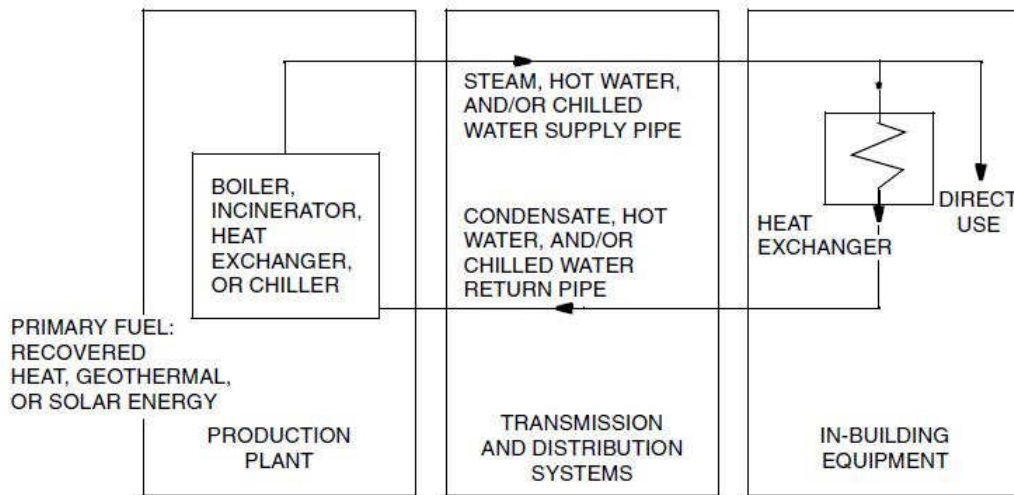 STEAM, HOT WATER,
AND/OR CHILLED
WATER SUPPLY PIPE
BOILER,
INCINERATOR,
HEAT
EXCHANGER,
OR CHILLER
CONDENSATE, HOT
WATER, AND/OR
CHILLED WATER
RETURN PIPE
HEAT
EXCHANGER
DIRECT
USE
PRIMARY FUEL:
RECOVERED
HEAT, GEOTHERMAL,
OR SOLAR ENERGY
PRODUCTION
PLANT
TRANSMISSION
AND DISTRIBUTION
SYSTEMS
IN-BUILDING
EQUIPMENT